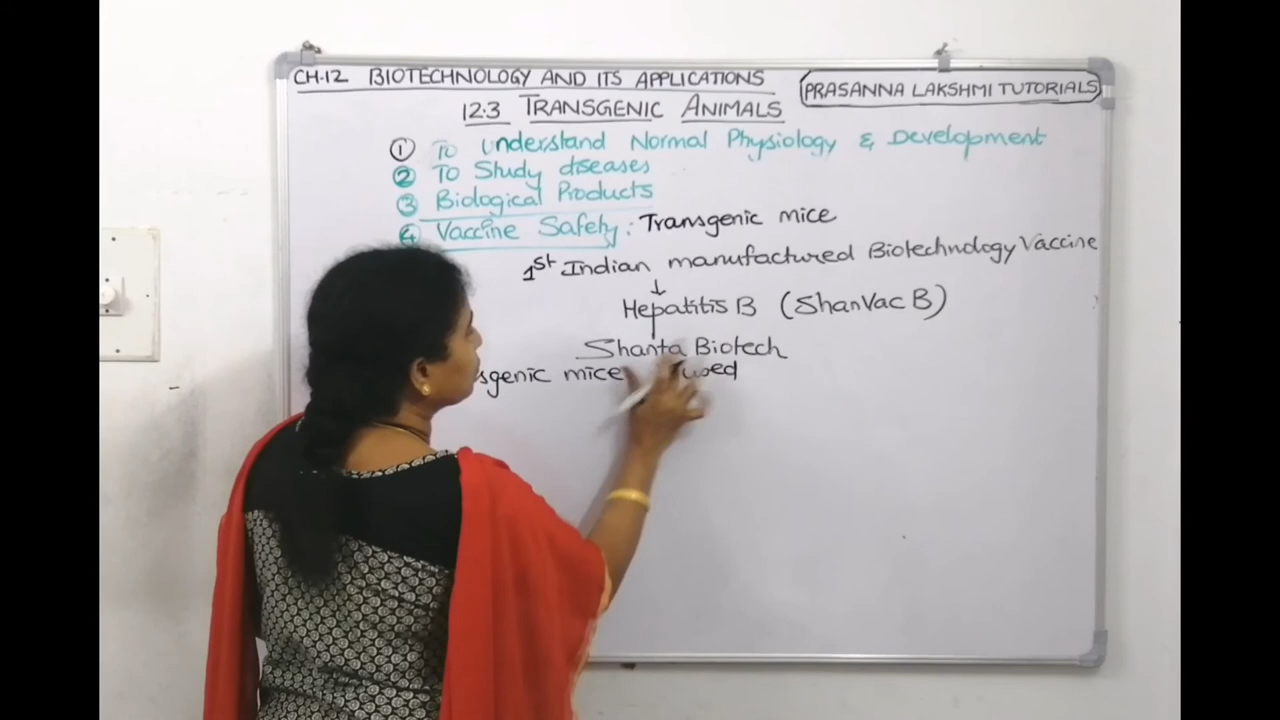 CH.12 BIOTECHNOLOGY AND ITS APPLICATIONS
PRASANNA LAKSHMI TUTORIALS
12.3 TRANSGENIC ANIMALS
① To Understand Normal Physiology & Development
② To Study diseases
③ Biological Products
④ Vaccine Safety: Transgenic mice
1st Indian manufactured Biotechnology Vaccine
Hepatitis B (ShanVac B)
Shanta Biotech
sgenic mice used